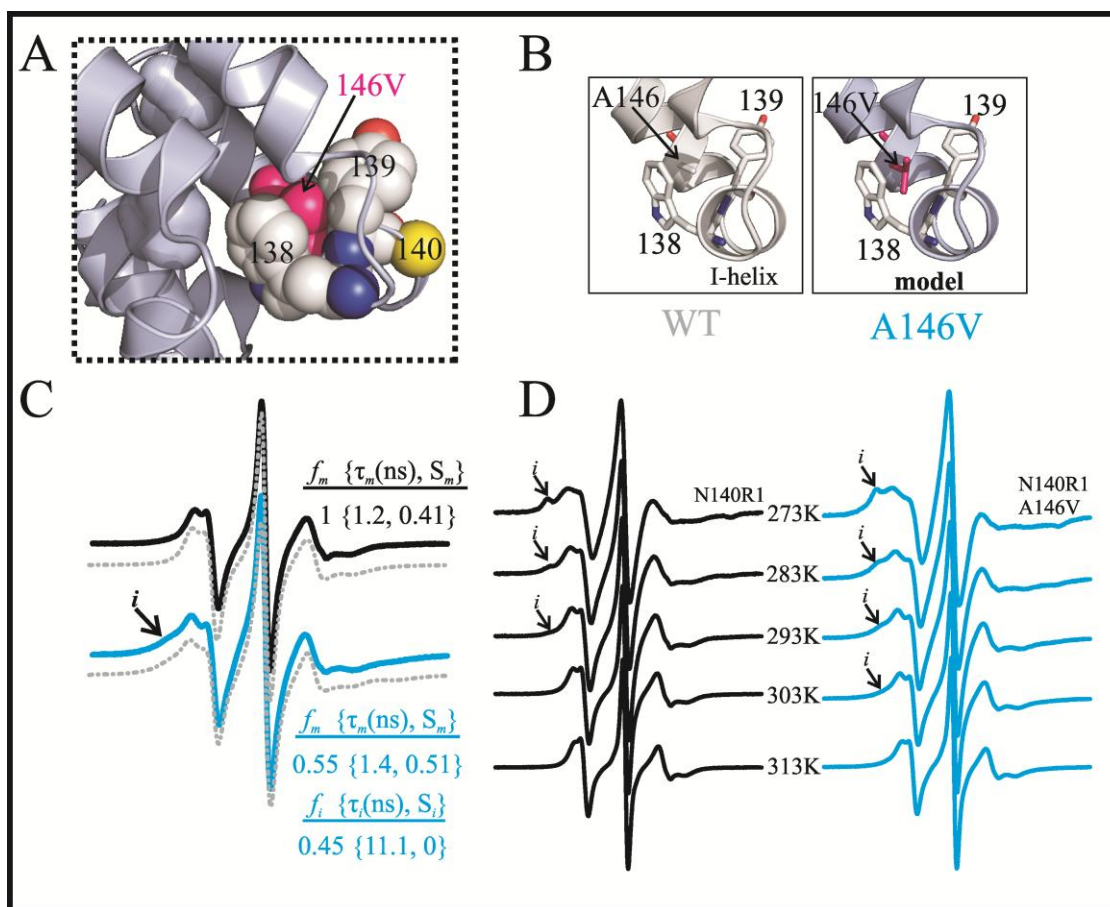 A
146V
139
138
140
B
A146
139
138
I-helix
WT
146V
139
138
model
A146V
C
fₘ {τₘ(ns), Sₘ}
1 {1.2, 0.41}
i
fₘ {τₘ(ns), Sₘ}
0.55 {1.4, 0.51}
fᵢ {τᵢ(ns), Sᵢ}
0.45 {11.1, 0}
D
i
N140R1
273K
i
N140R1
A146V
i
283K
i
i
293K
i
303K
i
313K